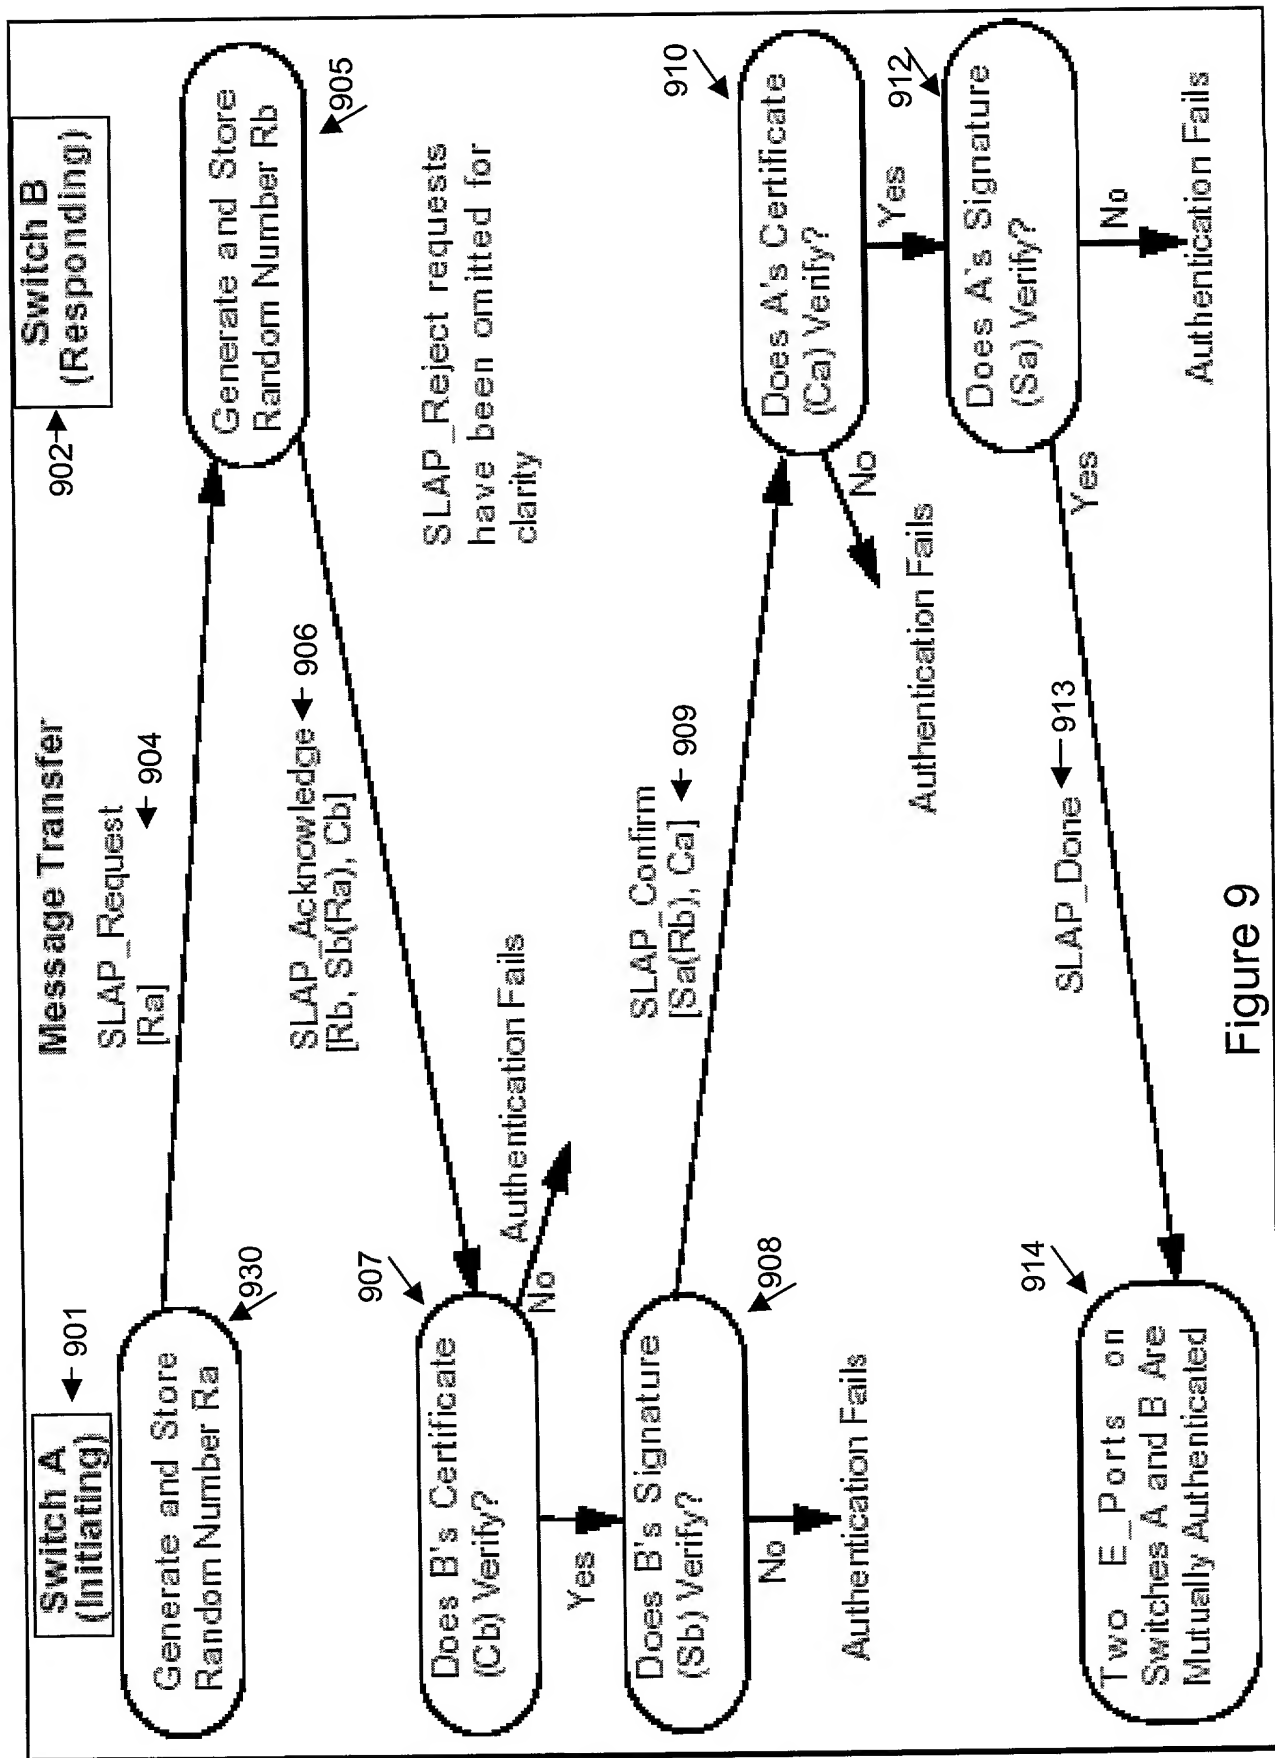 Switch A
(Initiating)
901
Message Transfer
902
Switch B
(Responding)
Generate and Store
Random Number Ra
930
SLAP_Request
[Ra]
904
Generate and Store
Random Number Rb
905
SLAP_Acknowledge
[Rb, Sb(Ra), Cb]
906
SLAP_Reject requests
have been omitted for
clarity
907
Does B's Certificate
(Cb) Verify?
No
Authentication Fails
Yes
Does B's Signature
(Sb) Verify?
908
No
Authentication Fails
SLAP_Confirm
[Sa(Rb), Ca]
909
910
Does A's Certificate
(Ca) Verify?
No
Authentication Fails
Yes
912
Does A's Signature
(Sa) Verify?
No
Authentication Fails
Yes
SLAP_Done
913
914
Two E_Ports on
Switches A and B Are
Mutually Authenticated
Figure 9